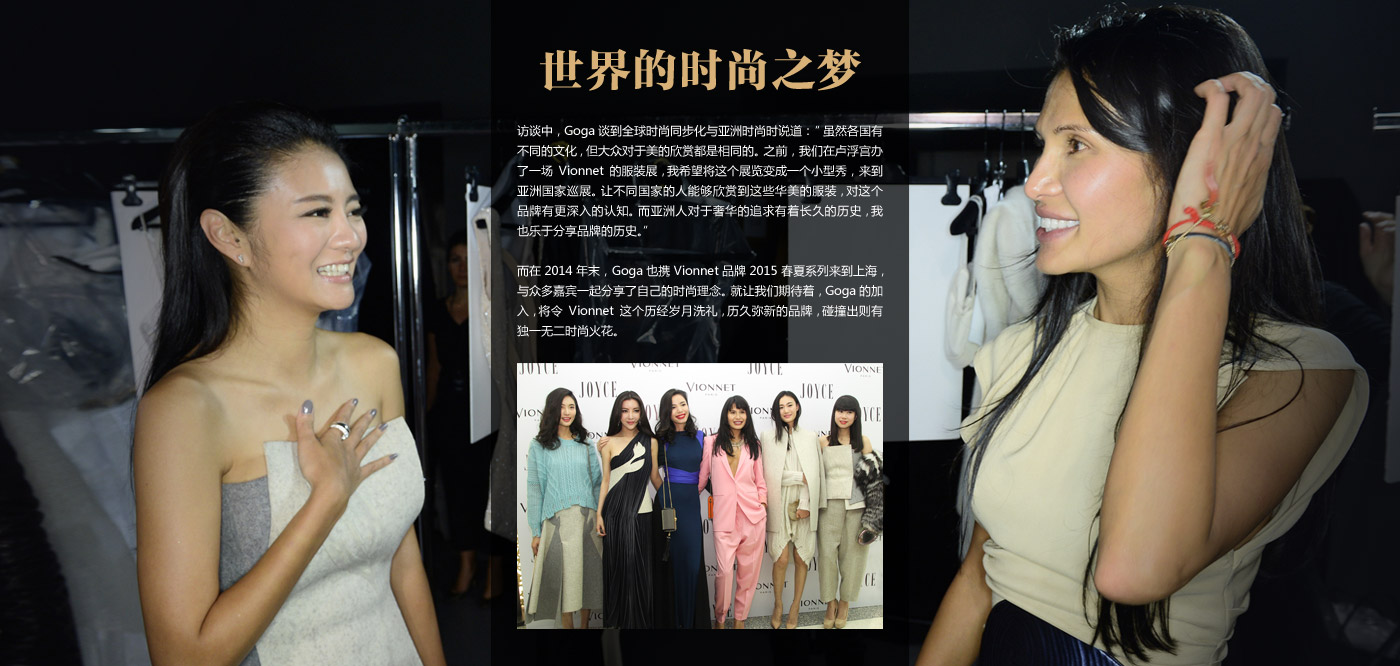 世界的时尚之梦
访谈中，Goga 谈到全球时尚同步化与亚洲时尚时说道：“ 虽然各国有
不同的文化，但大众对于美的欣赏都是相同的。之前，我们在卢浮宫办
了一场 Vionnet 的服装展，我希望将这个展览变成一个小型秀，来到
亚洲国家巡展。让不同国家的人能够欣赏到这些华美的服装，对这个
品牌有更深入的认知。而亚洲人对于奢华的追求有着长久的历史，我
也乐于分享品牌的历史。”
而在 2014 年末，Goga 也携 Vionnet 品牌 2015 春夏系列来到上海，
与众多嘉宾一起分享了自己的时尚理念。就让我们期待着，Goga 的加
入，将令 Vionnet 这个历经岁月洗礼，历久弥新的品牌，碰撞出则有
独一无二时尚火花。
JOYCE
VIONNET
PARIS
JOYCE
VIONNET
JOYCE
VIONNET
PARIS
JOYCE
JOYCE
VIONNET
VIONNET